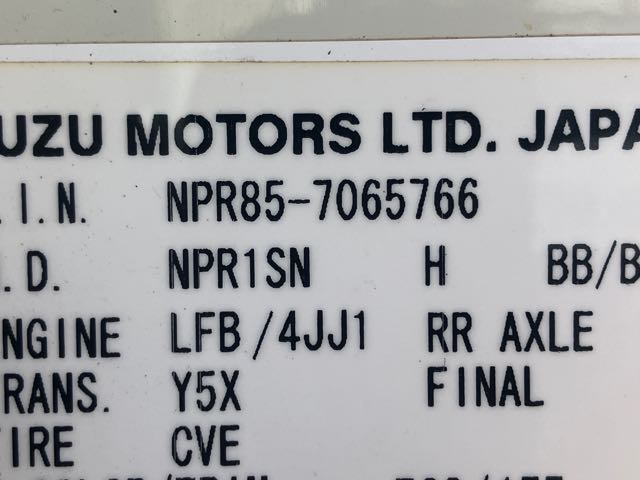 UZU MOTORS LTD. JAPA
.I.N. NPR85-7065766
.D. NPR1SN H BB/B
NGINE LFB/4JJ1 RR AXLE
RANS. Y5X FINAL
IRE CVE